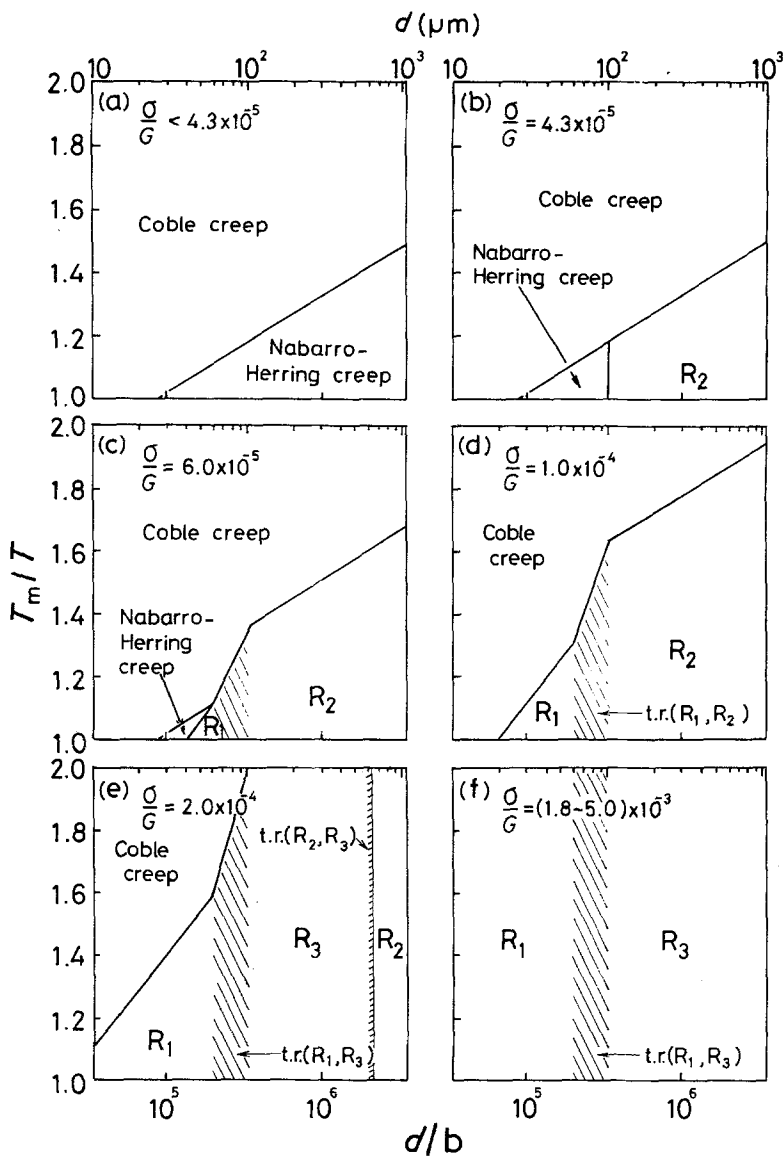 d (μm)
10 10² 10³ 10 10² 10³
2.0
1.8
1.6
1.4
1.2
1.0
(a) σ/G < 4.3x10⁻⁵
Coble creep
Nabarro-
Herring creep
(b) σ/G = 4.3x10⁻⁵
Coble creep
Nabarro-
Herring creep
R₂
2.0
1.8
1.6
1.4
1.2
1.0
(c) σ/G = 6.0x10⁻⁵
Coble creep
Nabarro-
Herring
creep
R₁
R₂
(d) σ/G = 1.0x10⁻⁴
Coble
creep
R₁
R₂
t.r.(R₁,R₂)
Tm/T
2.0
1.8
1.6
1.4
1.2
1.0
(e) σ/G = 2.0x10⁻⁴
Coble
creep
t.r.(R₂,R₃)
R₃
R₂
R₁
t.r.(R₁,R₃)
(f) σ/G = (1.8~5.0)x10⁻³
R₁
R₃
t.r.(R₁,R₃)
10⁵ 10⁶ 10⁵ 10⁶
d/b